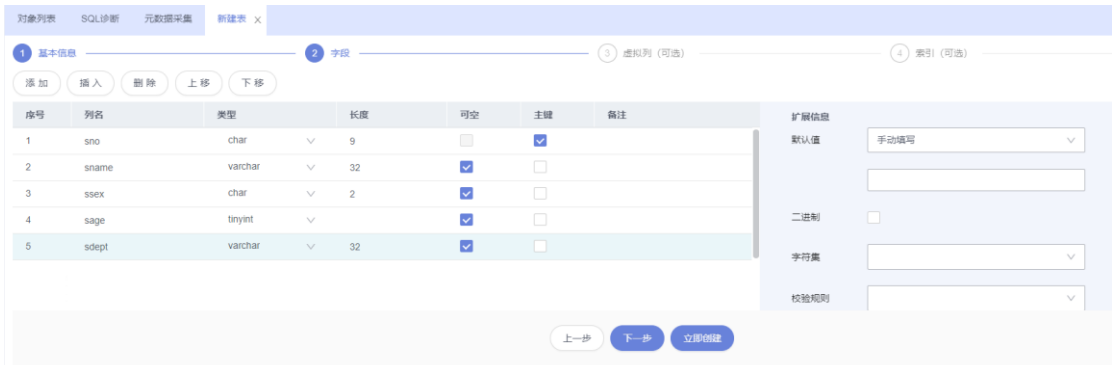 对象列表 SQL诊断 元数据采集 新建表 ×
1 基本信息 2 字段 3 虚拟列（可选） 4 索引（可选）
添加 插入 删除 上移 下移
序号 列名 类型 长度 可空 主键 备注
1 sno char 9
2 sname varchar 32
3 ssex char 2
4 sage tinyint
5 sdept varchar 32
扩展信息
默认值 手动填写
二进制
字符集
校验规则
上一步 下一步 立即创建